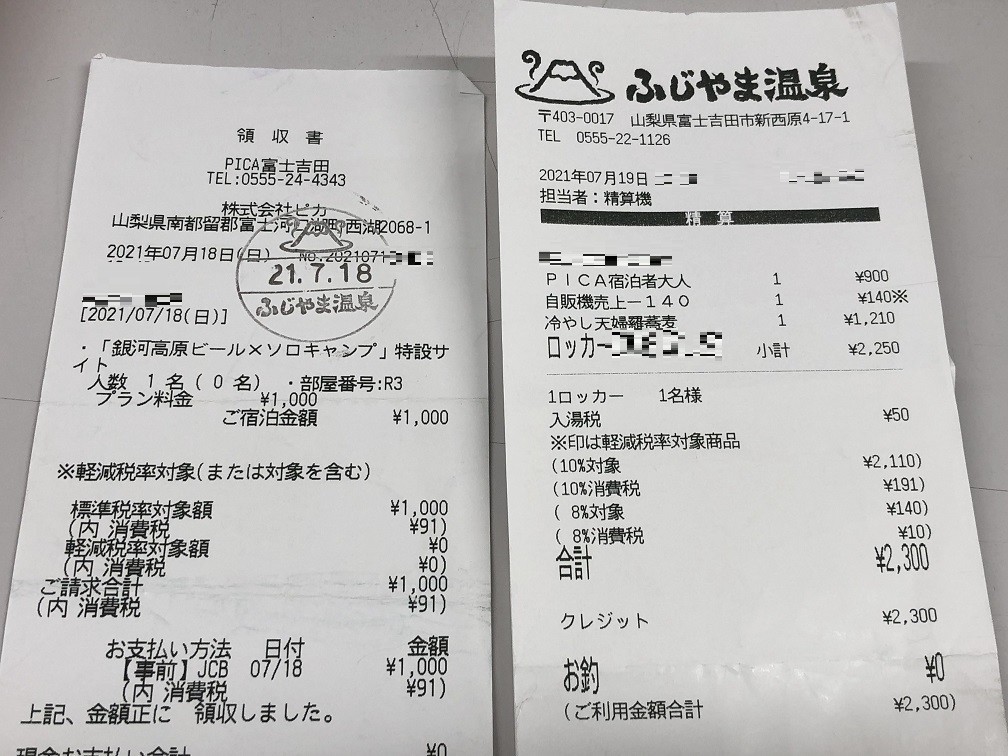 領収書
PICA富士吉田
TEL:0555-24-4343
株式会社ピカ
山梨県南都留郡富士河口湖町西湖2068-1
2021年07月18日(日) No.2021071
21.7.18
ふじやま温泉
[2021/07/18(日)]
・「銀河高原ビール×ソロキャンプ」特設サ
イト
人数 1名( 0名) ・部屋番号:R3
プラン料金 ¥1,000
ご宿泊金額 ¥1,000
※軽減税率対象(または対象を含む)
標準税率対象額 ¥1,000
(内 消費税 ¥91)
軽減税率対象額 ¥0
(内 消費税 ¥0)
ご請求合計 ¥1,000
(内 消費税 ¥91)
お支払い方法 日付 金額
【事前】JCB 07/18 ¥1,000
(内 消費税 ¥91)
上記、金額正に 領収しました。
現金お支払い合計 ¥0
ふじやま温泉
〒403-0017 山梨県富士吉田市新西原4-17-1
TEL 0555-22-1126
2021年07月19日
担当者：精算機
精算
PICA宿泊者大人 1 ¥900
自販機売上－140 1 ¥140※
冷やし天婦羅蕎麦 1 ¥1,210
ロッカー 小計 ¥2,250
1ロッカー 1名様
入湯税 ¥50
※印は軽減税率対象商品
(10%対象 ¥2,110)
(10%消費税 ¥191)
( 8%対象 ¥140)
( 8%消費税 ¥10)
合計 ¥2,300
クレジット ¥2,300
お釣 ¥0
(ご利用金額合計 ¥2,300)